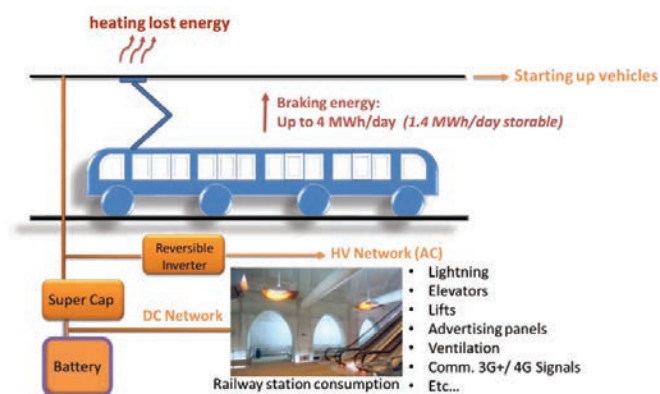 heating lost energy
Starting up vehicles
Braking energy:
Up to 4 MWh/day (1.4 MWh/day storable)
Reversible
Inverter
HV Network (AC)
Super Cap
DC Network
Battery
Railway station consumption
• Lightning
• Elevators
• Lifts
• Advertising panels
• Ventilation
• Comm. 3G+/ 4G Signals
• Etc...